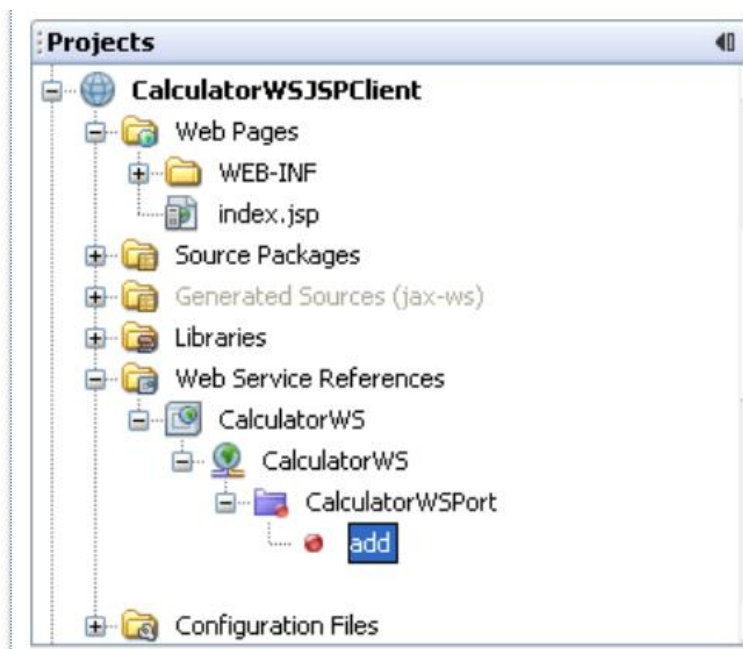 Projects
CalculatorWSJSPClient
Web Pages
WEB-INF
index.jsp
Source Packages
Generated Sources (jax-ws)
Libraries
Web Service References
CalculatorWS
CalculatorWS
CalculatorWSPort
add
Configuration Files